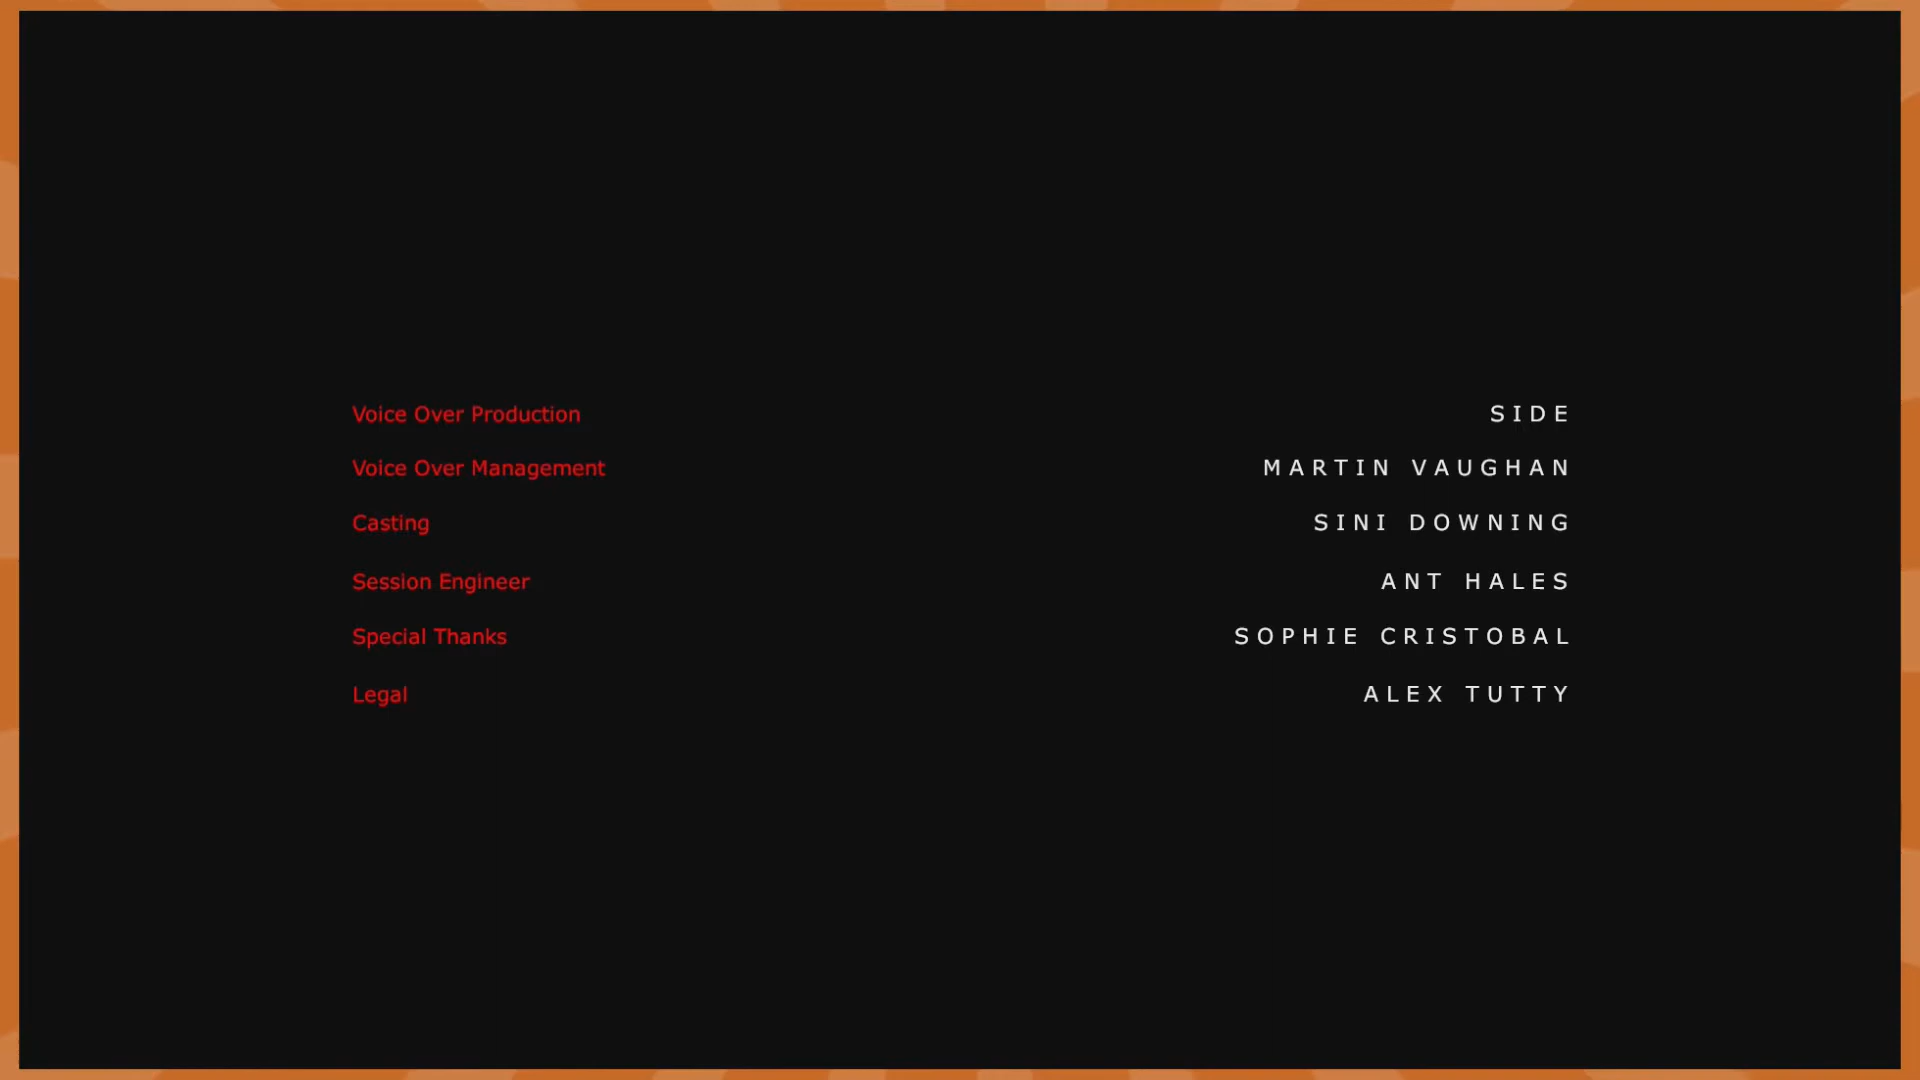 Voice Over Production SIDE
Voice Over Management MARTIN VAUGHAN
Casting SINI DOWNING
Session Engineer ANT HALES
Special Thanks SOPHIE CRISTOBAL
Legal ALEX TUTTY